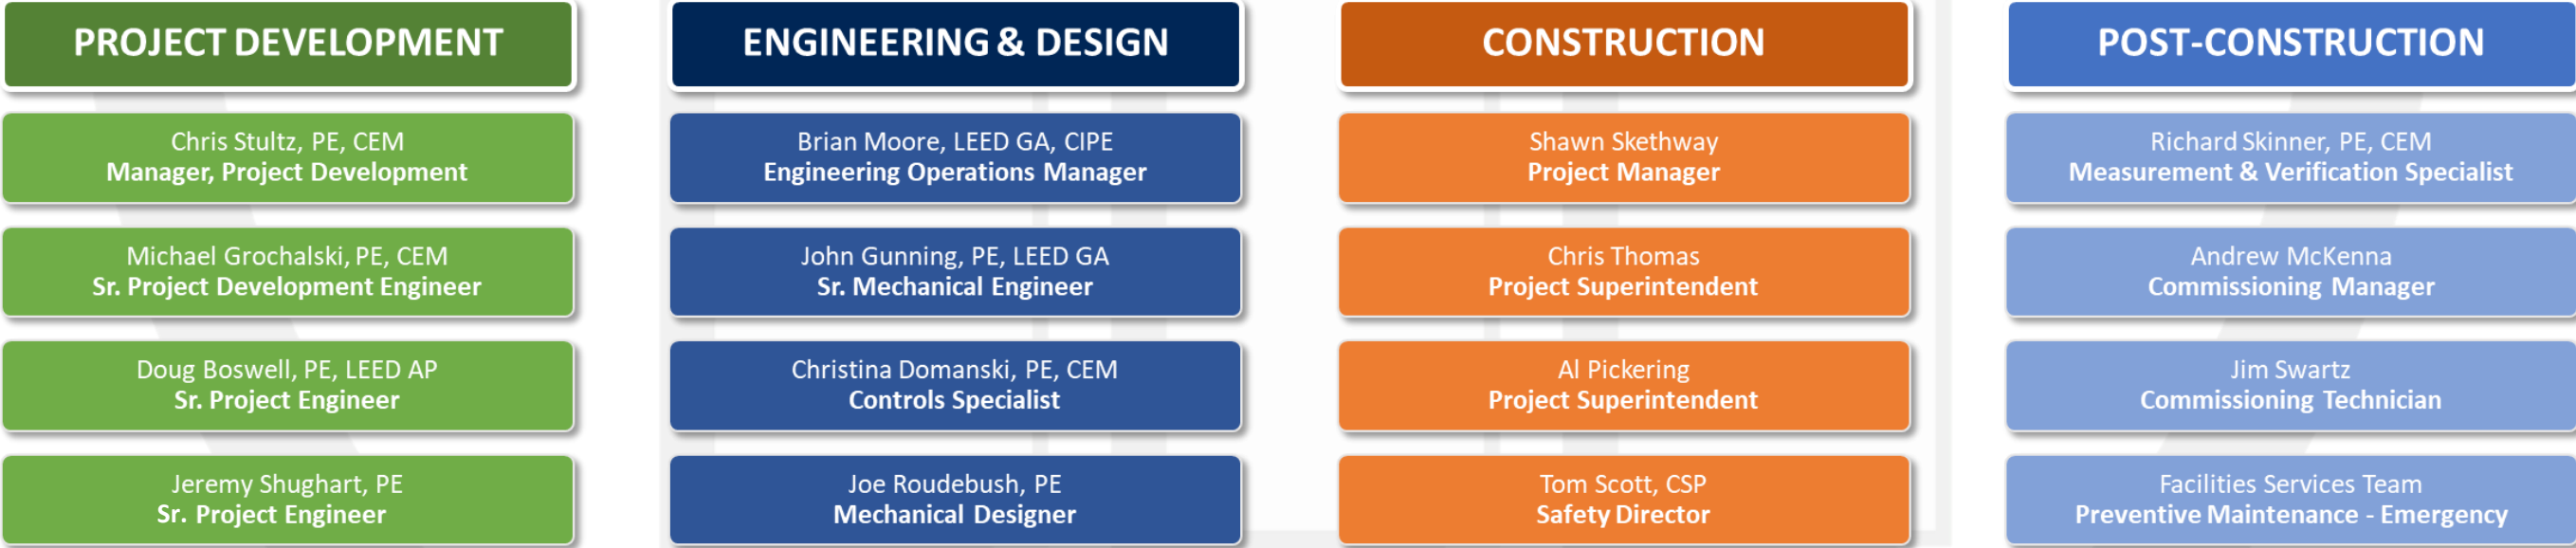 PROJECT DEVELOPMENT
Chris Stultz, PE, CEM
Manager, Project Development
Michael Grochalski, PE, CEM
Sr. Project Development Engineer
Doug Boswell, PE, LEED AP
Sr. Project Engineer
Jeremy Shughart, PE
Sr. Project Engineer
ENGINEERING & DESIGN
Brian Moore, LEED GA, CIPE
Engineering Operations Manager
John Gunning, PE, LEED GA
Sr. Mechanical Engineer
Christina Domanski, PE, CEM
Controls Specialist
Joe Roudebush, PE
Mechanical Designer
CONSTRUCTION
Shawn Skethway
Project Manager
Chris Thomas
Project Superintendent
Al Pickering
Project Superintendent
Tom Scott, CSP
Safety Director
POST-CONSTRUCTION
Richard Skinner, PE, CEM
Measurement & Verification Specialist
Andrew McKenna
Commissioning Manager
Jim Swartz
Commissioning Technician
Facilities Services Team
Preventive Maintenance - Emergency